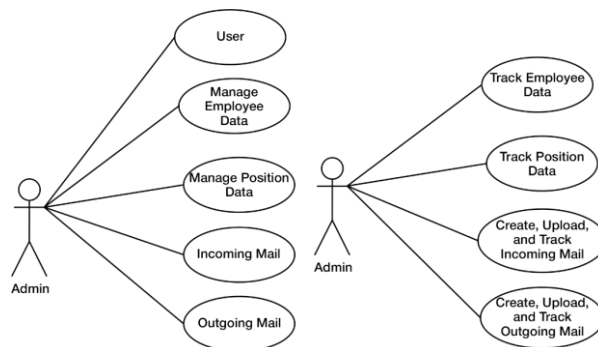 User
Manage
Employee
Data
Manage Position
Data
Incoming Mail
Outgoing Mail
Admin
Track Employee
Data
Track Position
Data
Create, Upload,
and Track
Incoming Mail
Create, Upload,
and Track
Outgoing Mail
Admin